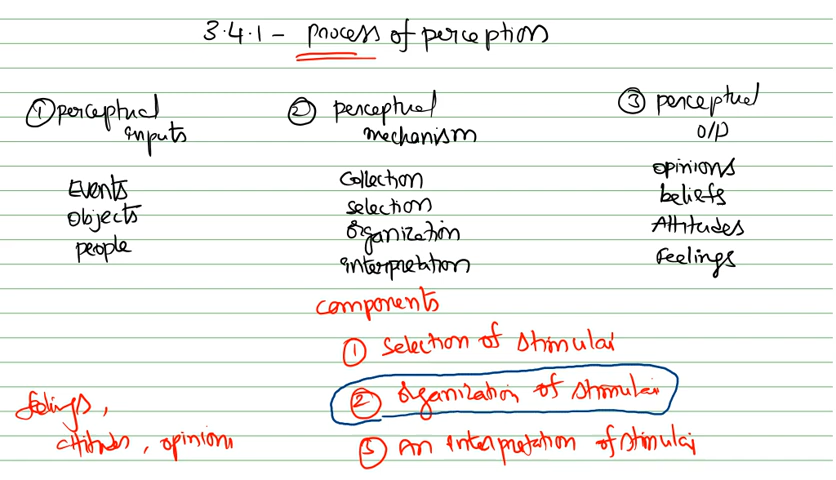 3.4.1 - process of perception
① perceptual
inputs
Events
Objects
people
② perceptual
mechanism
Collection
selection
organization
interpretation
③ perceptual
O/P
opinions
beliefs
Attitudes
Feelings
components
① Selection of Stimulai
② organization of stimulai
③ An interpretation of stimulai
feelings,
attitudes, opinions